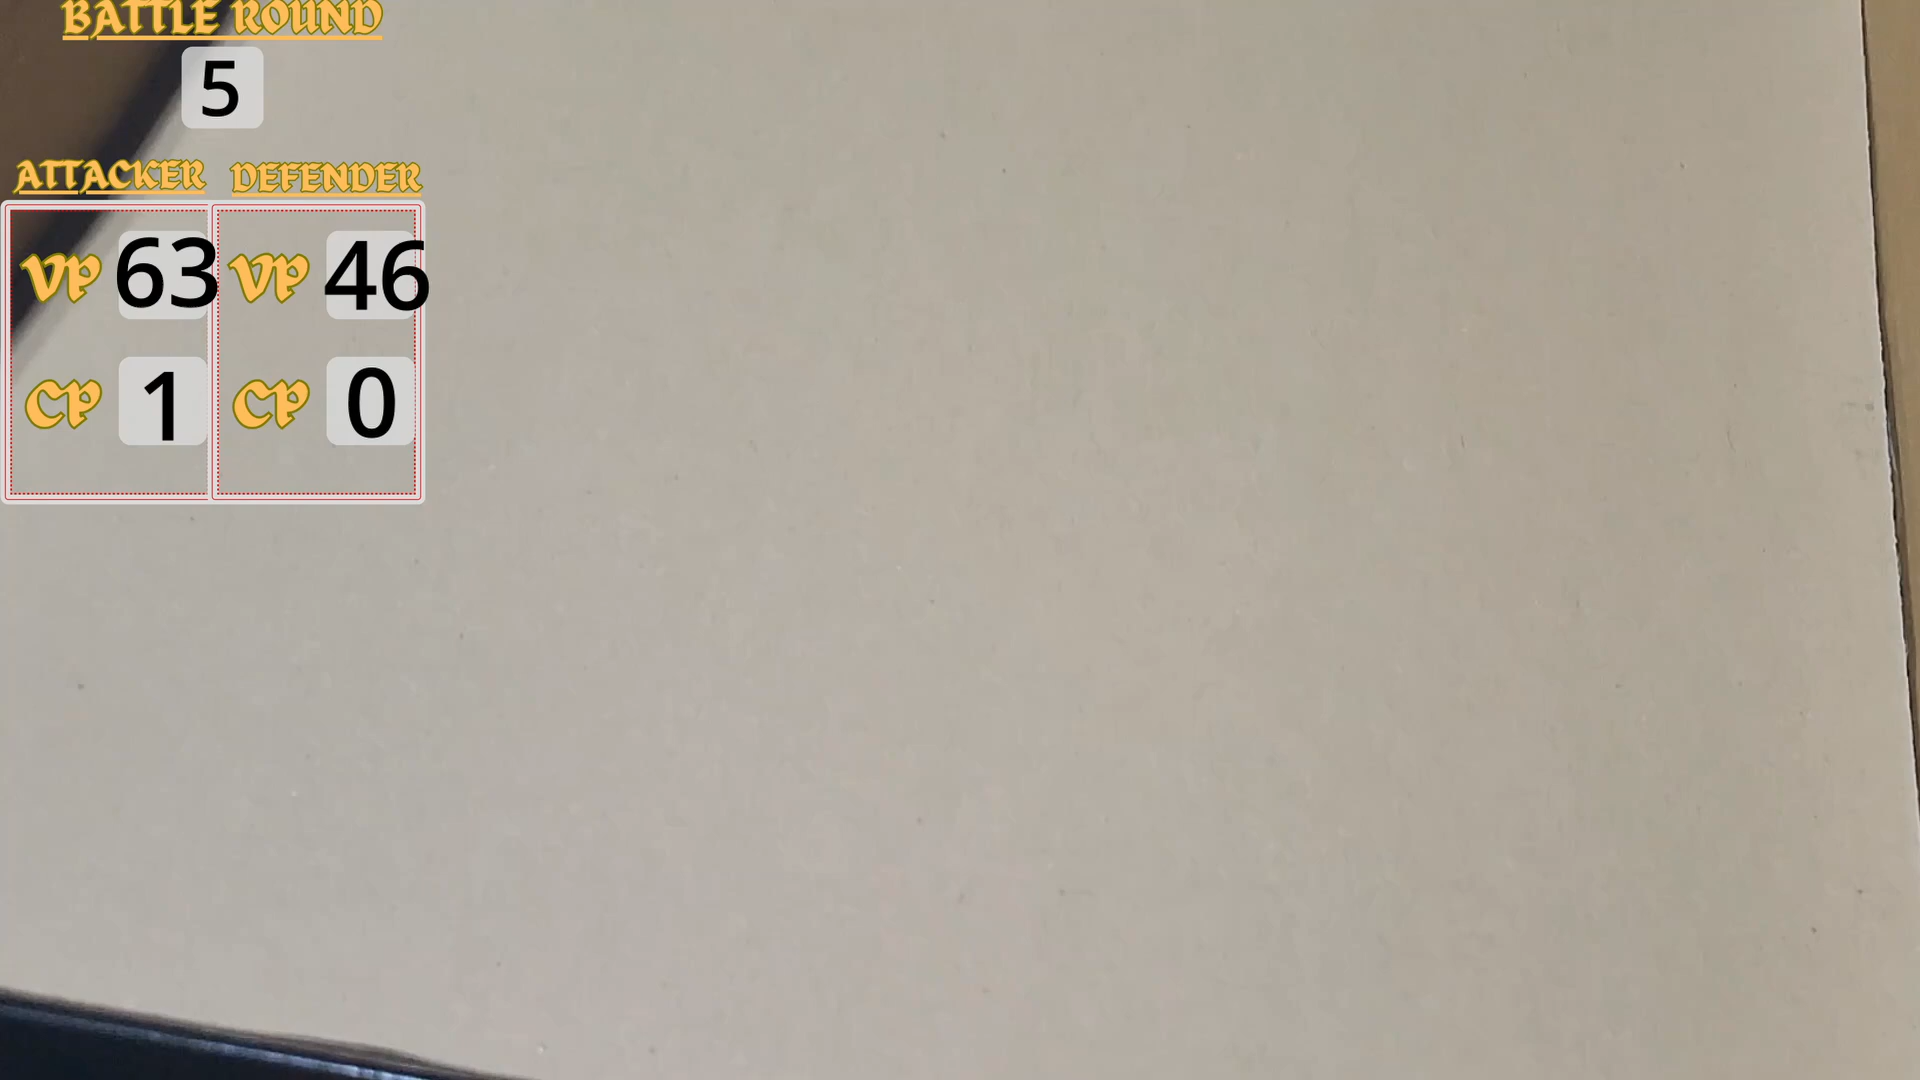 BATTLE ROUND
5
ATTACKER DEFENDER
VP 63 VP 46
CP 1 CP 0